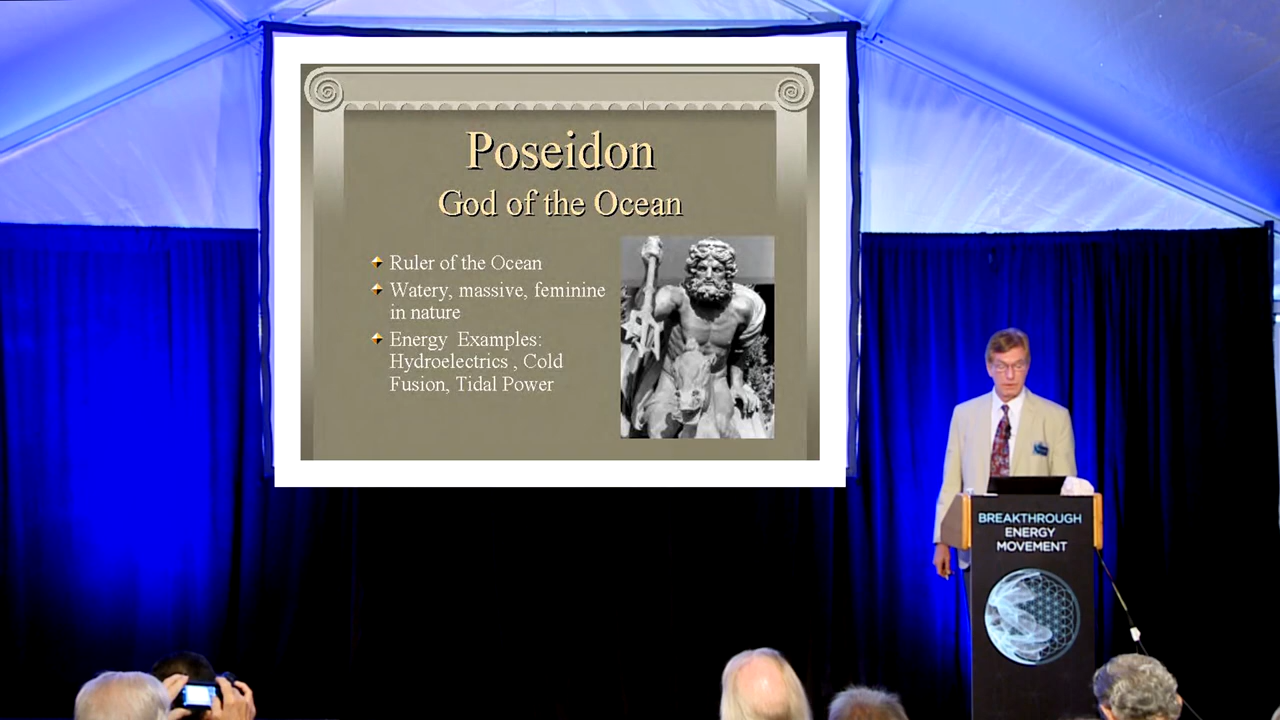 Poseidon
God of the Ocean
Ruler of the Ocean
Watery, massive, feminine
in nature
Energy Examples:
Hydroelectrics , Cold
Fusion, Tidal Power
BREAKTHROUGH
ENERGY
MOVEMENT